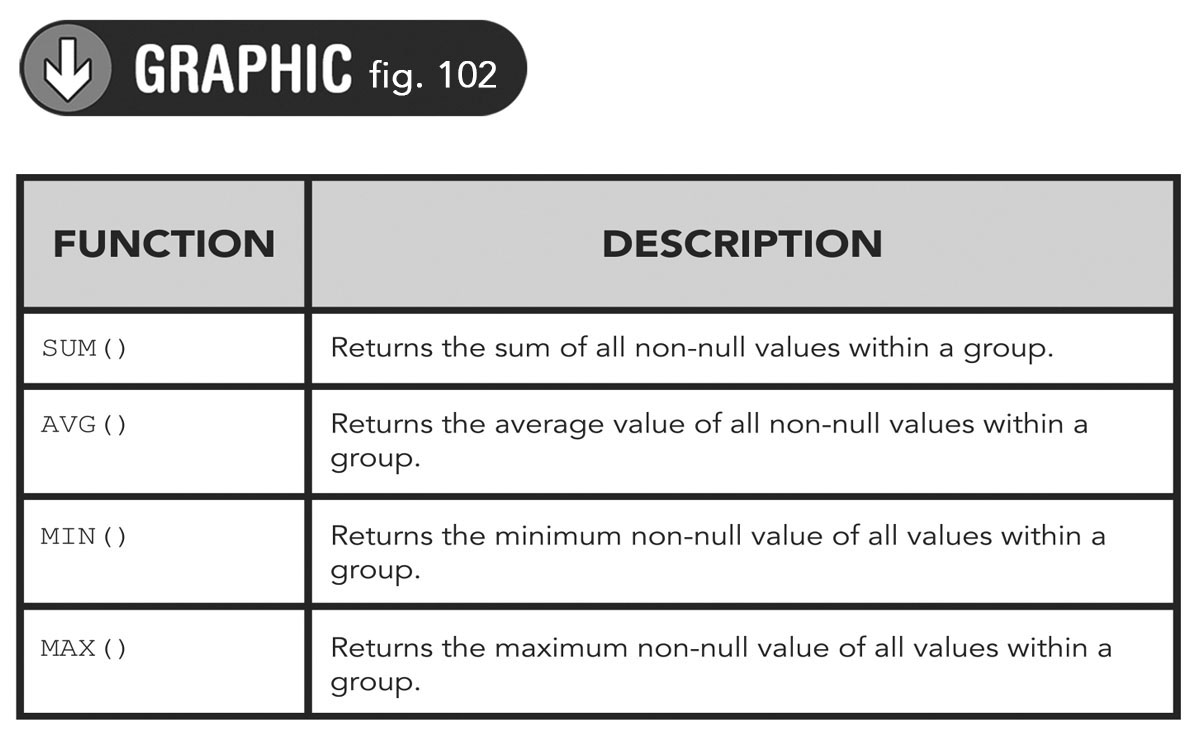 GRAPHIC fig. 102
FUNCTION
DESCRIPTION
SUM()
Returns the sum of all non-null values within a group.
AVG()
Returns the average value of all non-null values within a
group.
MIN()
Returns the minimum non-null value of all values within a
group.
MAX()
Returns the maximum non-null value of all values within a
group.